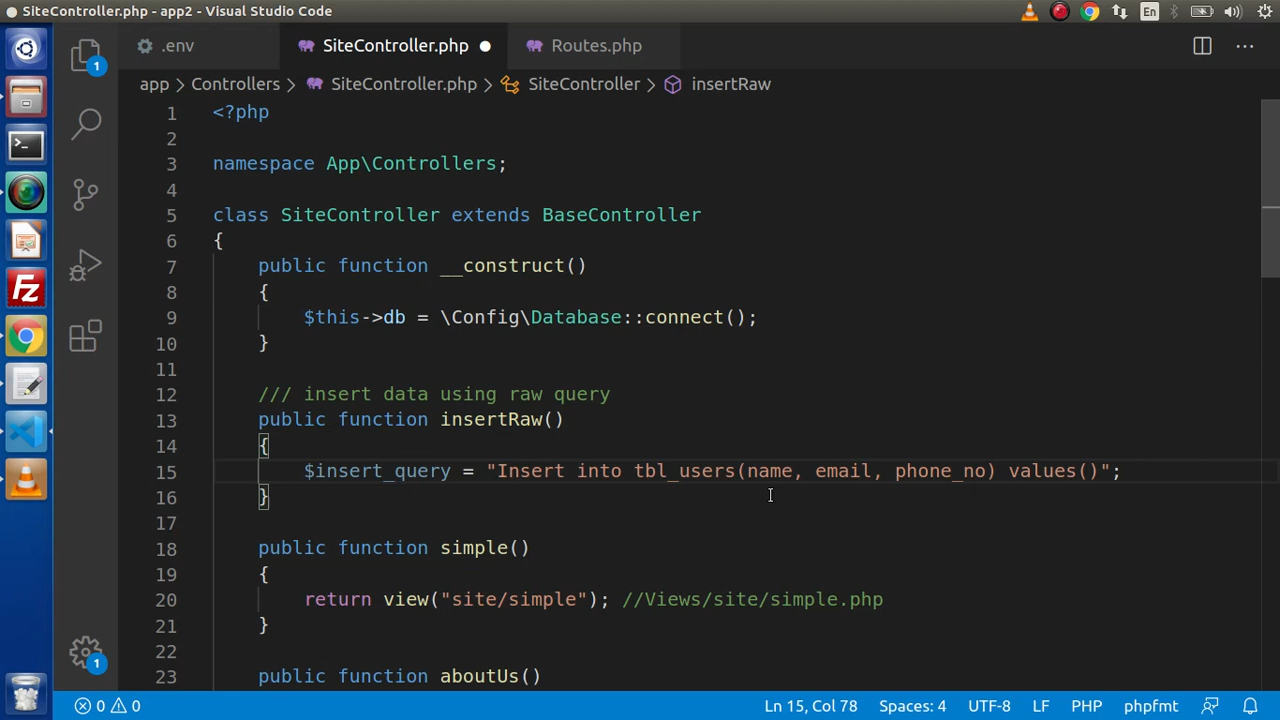 SiteController.php - app2 - Visual Studio Code
En
.env
SiteController.php
Routes.php
app > Controllers > SiteController.php > SiteController > insertRaw
1 <?php
2
3 namespace App\Controllers;
4
5 class SiteController extends BaseController
6 {
7 public function __construct()
8 {
9 $this->db = \Config\Database::connect();
10 }
11
12 /// insert data using raw query
13 public function insertRaw()
14 {
15 $insert_query = "Insert into tbl_users(name, email, phone_no) values()";
16 }
17
18 public function simple()
19 {
20 return view("site/simple"); //Views/site/simple.php
21 }
22
23 public function aboutUs()
1
1
Fz
0 0 Ln 15, Col 78 Spaces: 4 UTF-8 LF PHP phpfmt